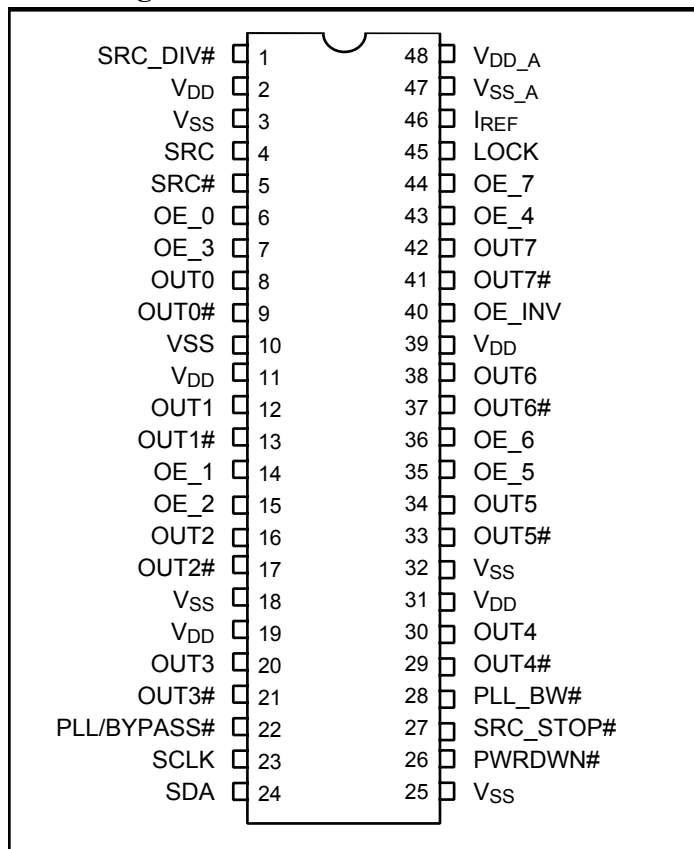 SRC_DIV# 1 48 VDD_A
VDD 2 47 VSS_A
VSS 3 46 IREF
SRC 4 45 LOCK
SRC# 5 44 OE_7
OE_0 6 43 OE_4
OE_3 7 42 OUT7
OUT0 8 41 OUT7#
OUT0# 9 40 OE_INV
VSS 10 39 VDD
VDD 11 38 OUT6
OUT1 12 37 OUT6#
OUT1# 13 36 OE_6
OE_1 14 35 OE_5
OE_2 15 34 OUT5
OUT2 16 33 OUT5#
OUT2# 17 32 VSS
VSS 18 31 VDD
VDD 19 30 OUT4
OUT3 20 29 OUT4#
OUT3# 21 28 PLL_BW#
PLL/BYPASS# 22 27 SRC_STOP#
SCLK 23 26 PWRDWN#
SDA 24 25 VSS